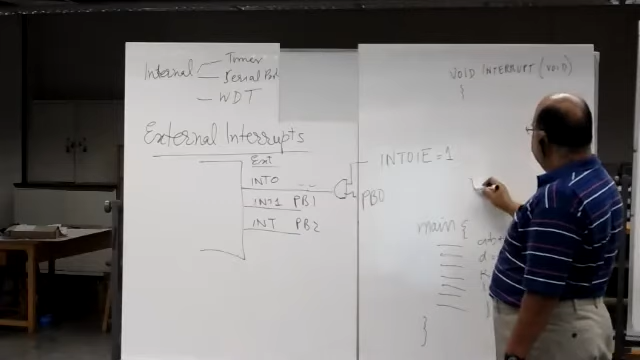 Internal
Timer
Serial Port
WDT
External Interrupts
Ext
INT0
INT1 PB1
INT PB2
INT0IE=1
PB0
VOID INTERRUPT (VOID)
{
main {
}